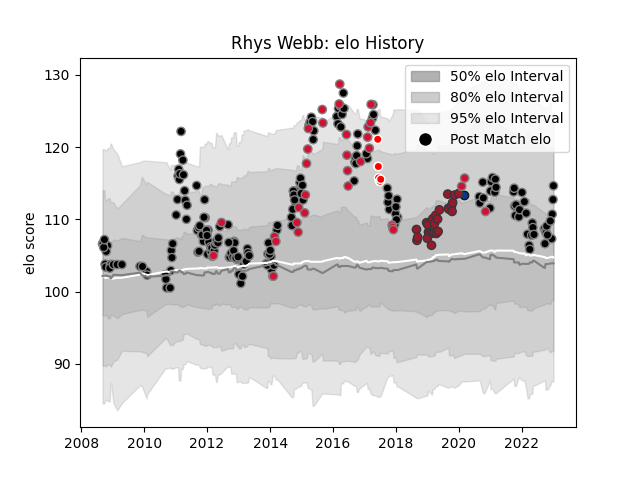 Rhys Webb: elo History
50% elo Interval
80% elo Interval
95% elo Interval
Post Match elo
elo score
130
120
110
100
90
2008 2010 2012 2014 2016 2018 2020 2022